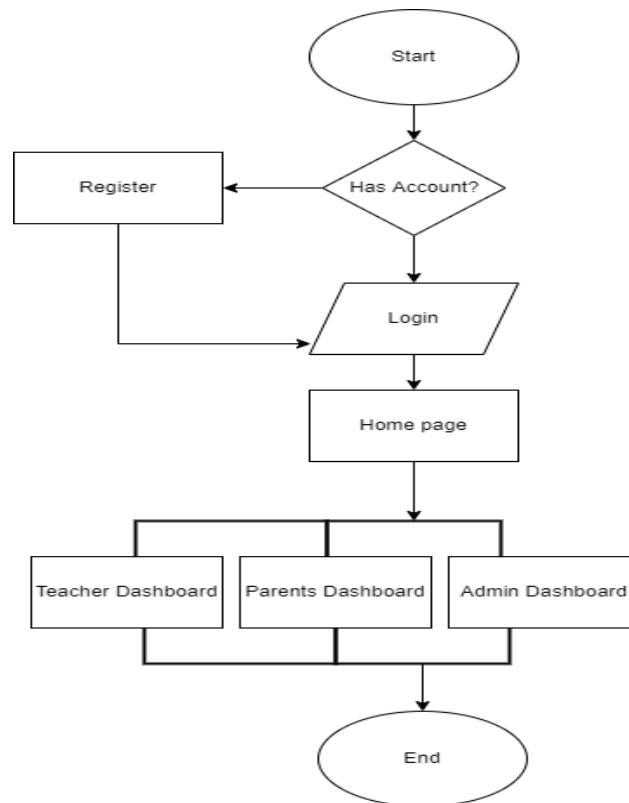 Start
Has Account?
Register
Login
Home page
Teacher Dashboard
Parents Dashboard
Admin Dashboard
End